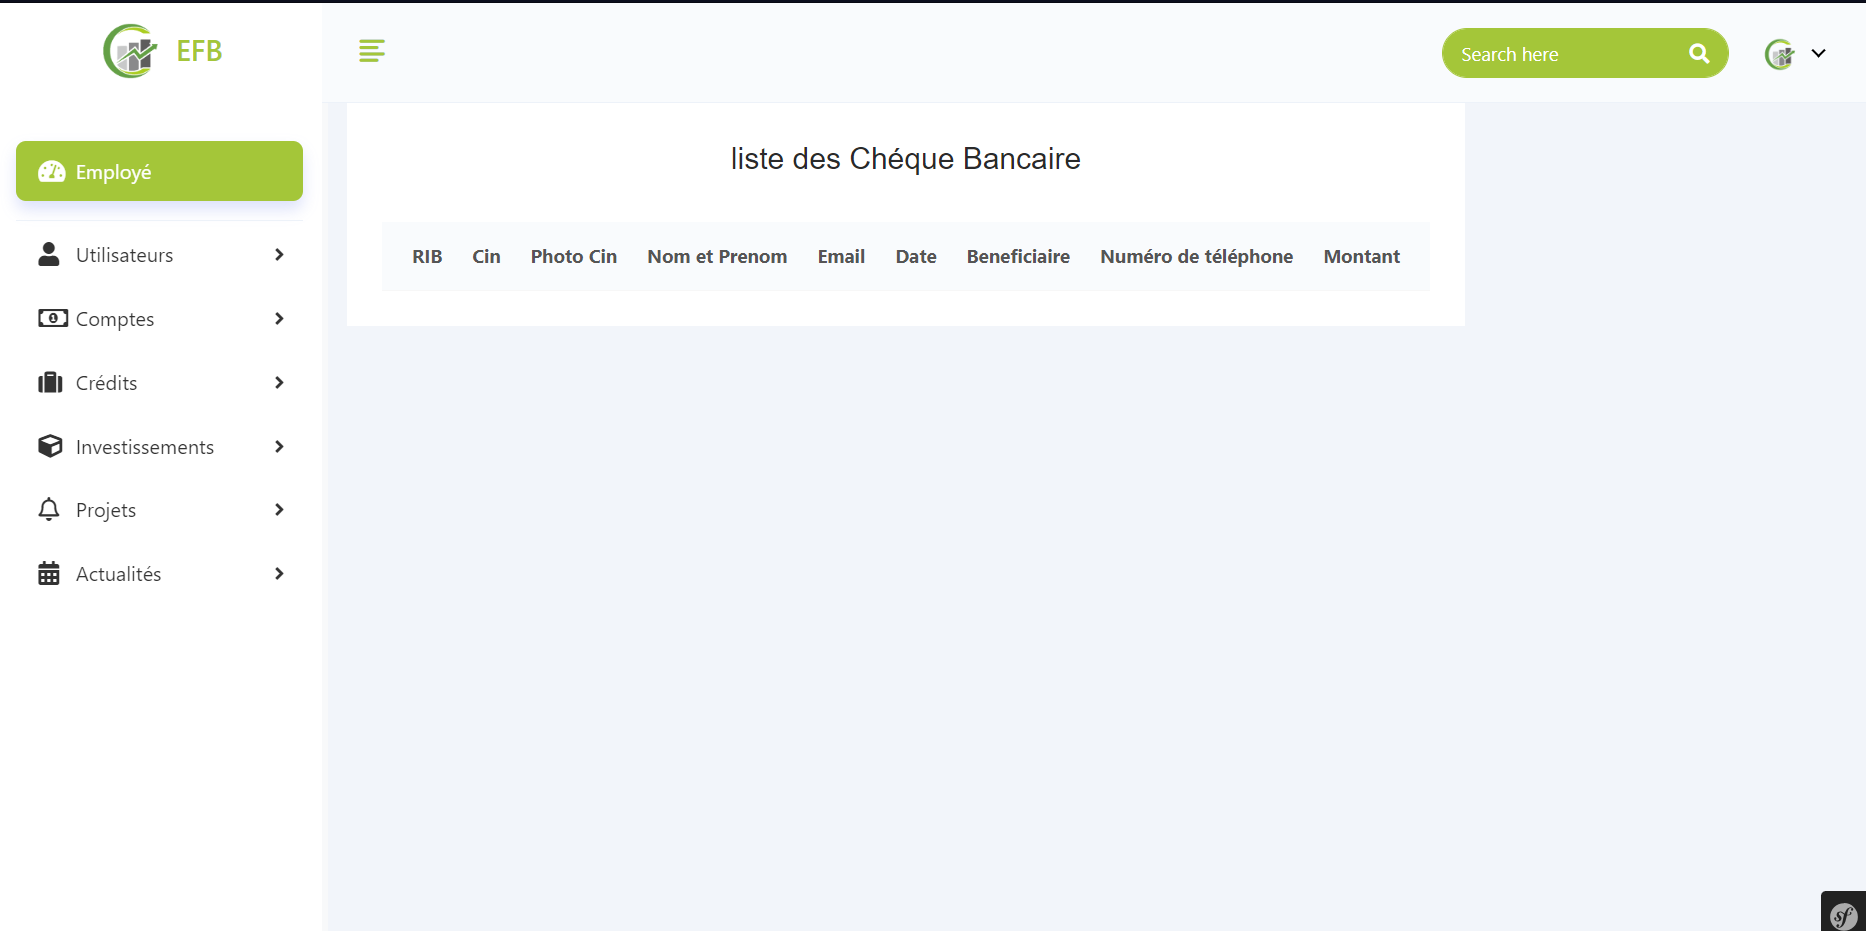 EFB
Search here
Employé
Utilisateurs
Comptes
Crédits
Investissements
Projets
Actualités
liste des Chéque Bancaire
RIB Cin Photo Cin Nom et Prenom Email Date Beneficiaire Numéro de téléphone Montant
sf